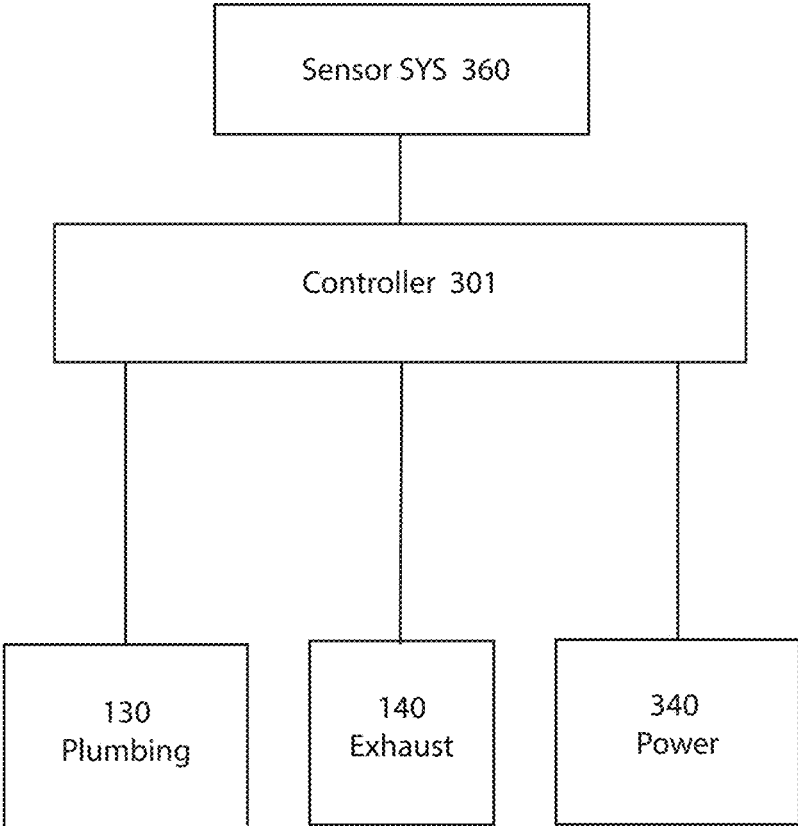 Sensor SYS 360
Controller 301
130
Plumbing
140
Exhaust
340
Power